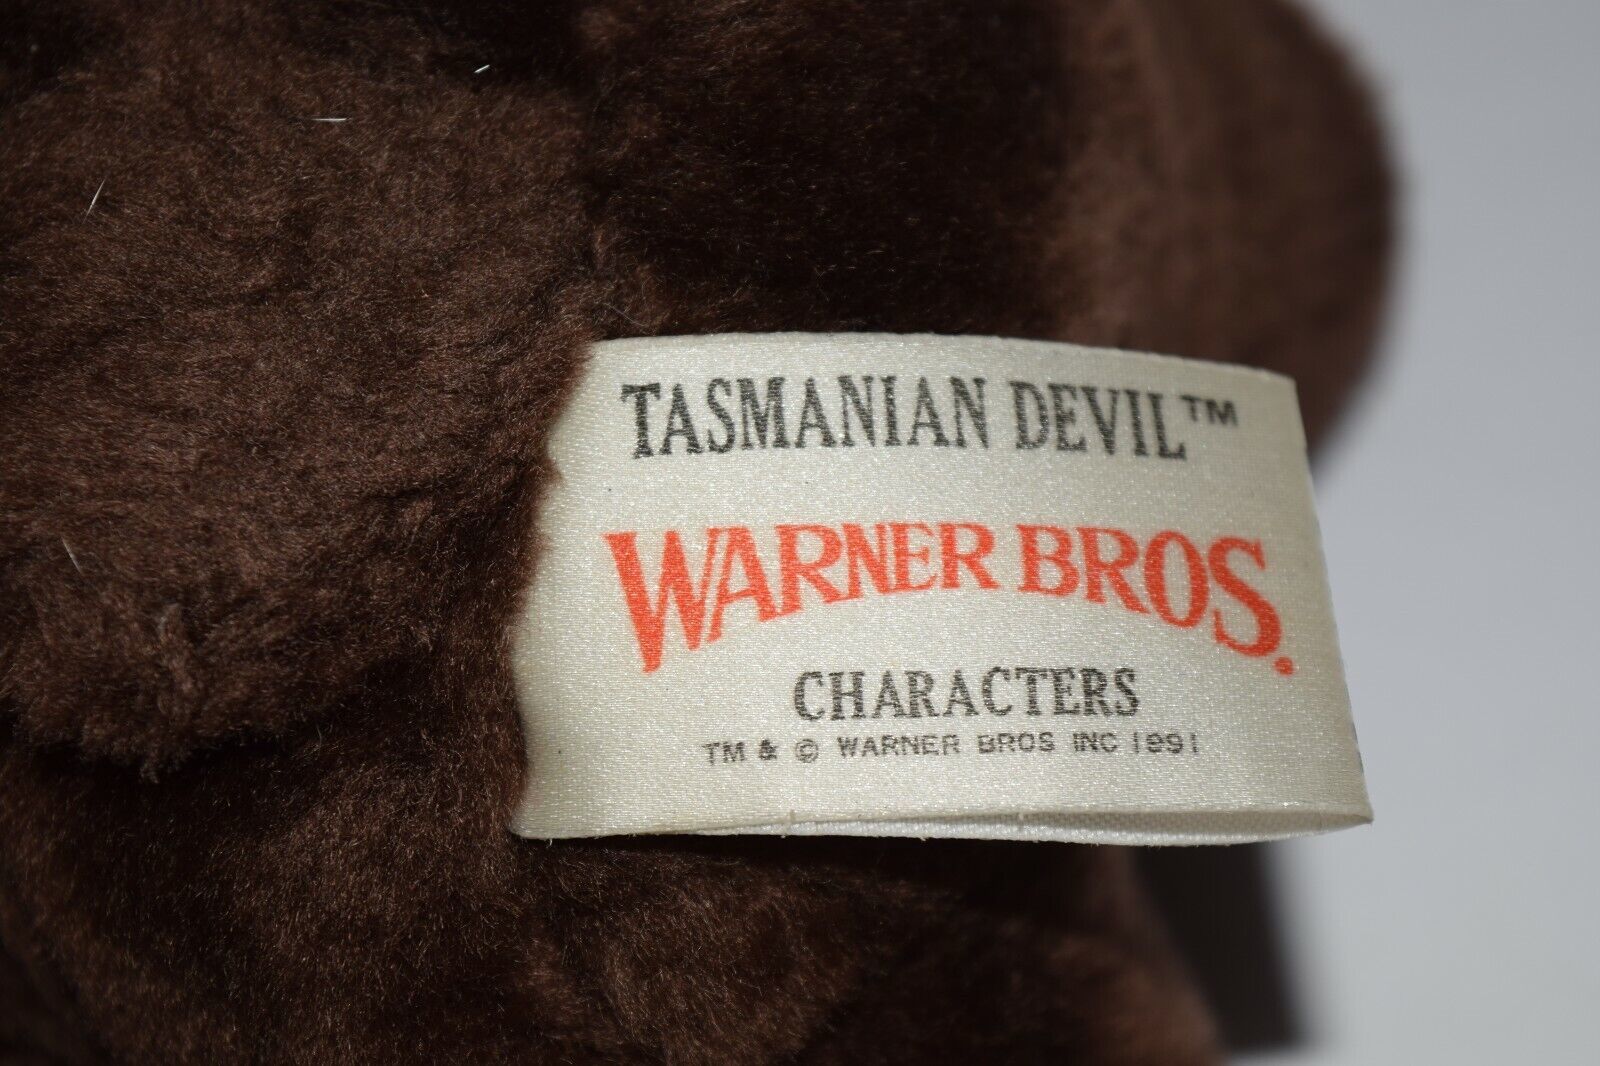 TASMANIAN DEVIL™
WARNER BROS.
CHARACTERS
TM & © WARNER BROS INC 1991